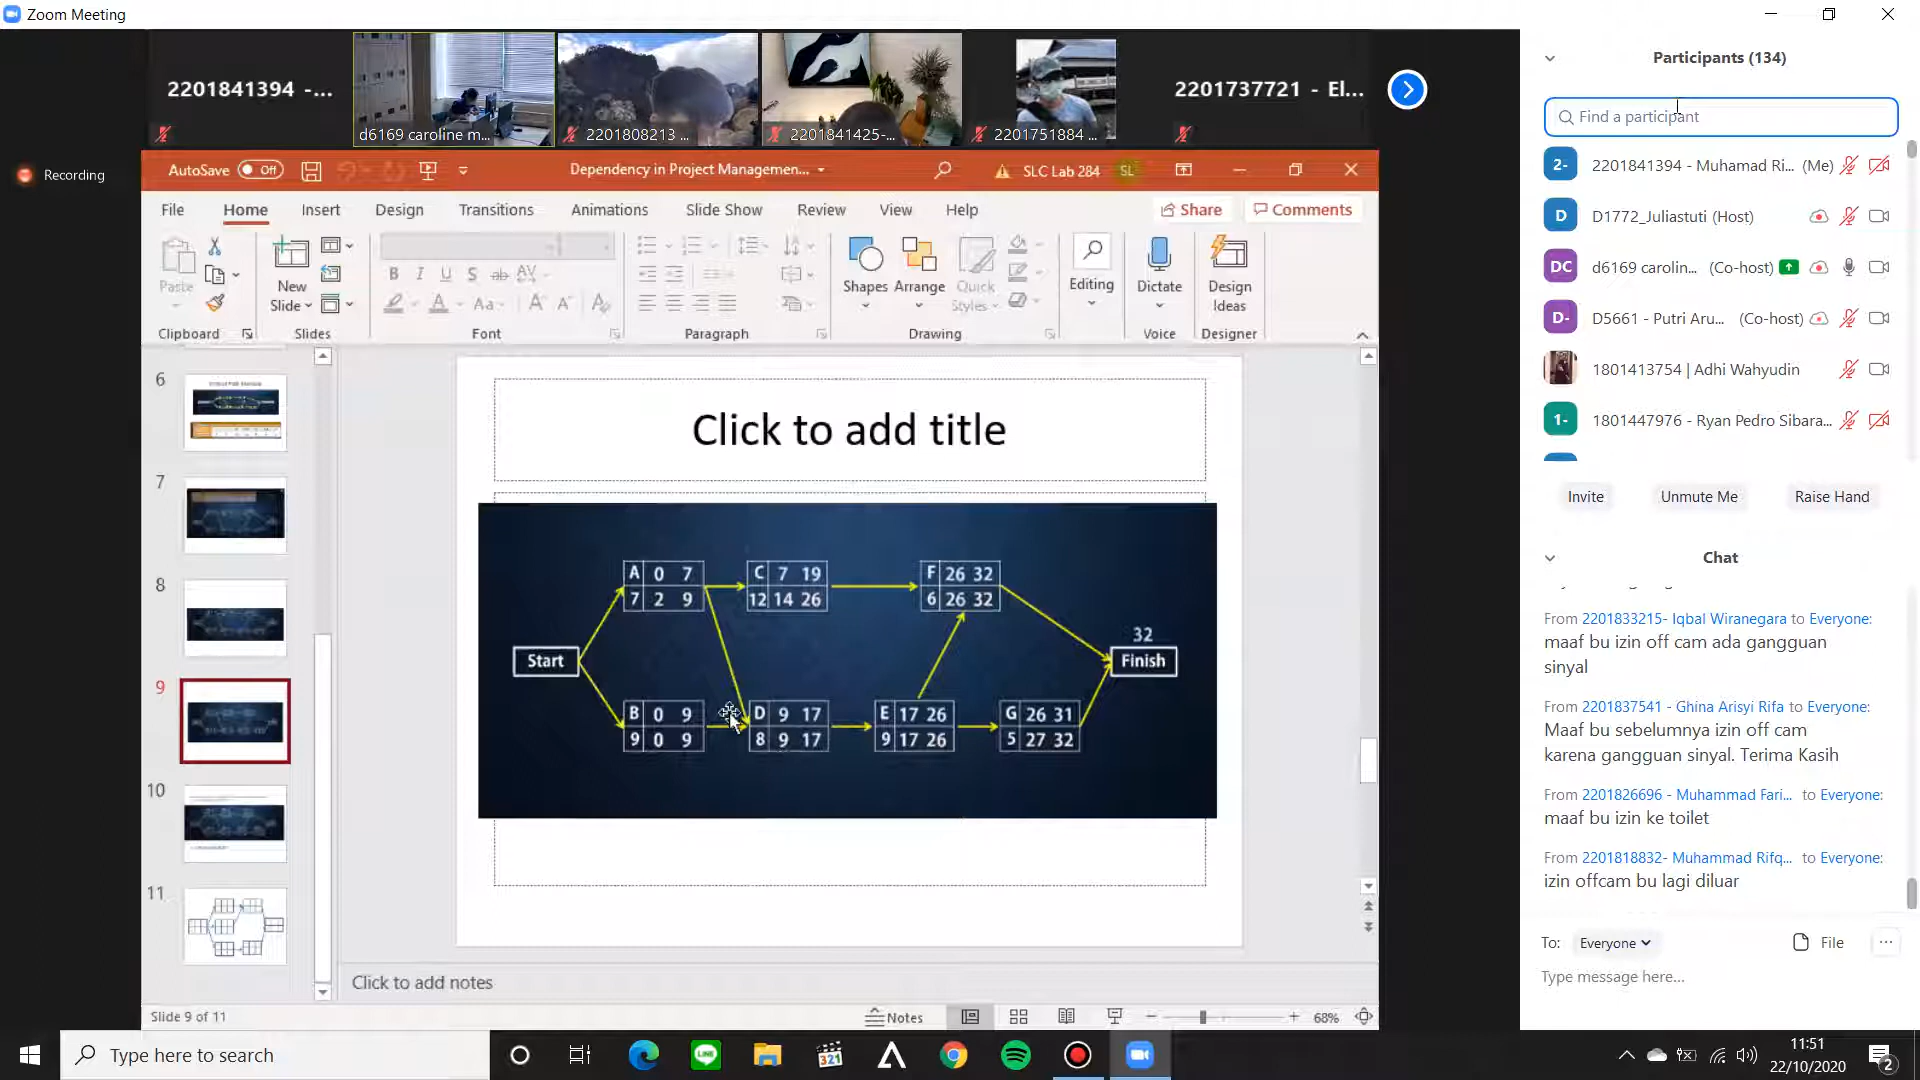 Zoom Meeting
2201841394 -...
d6169 caroline m...
2201808213 ...
2201841425-...
2201751884 ...
2201737721 - El...
Recording
AutoSave Off
Dependency in Project Managemen...
SLC Lab 284
SL
File
Home
Insert
Design
Transitions
Animations
Slide Show
Review
View
Help
Share
Comments
Paste
New
Slide
Shapes
Arrange
Quick
Styles
Editing
Dictate
Design
Ideas
Clipboard
Slides
Font
Paragraph
Drawing
Voice
Designer
6
7
8
9
10
11
Click to add title
A 0 7
7 2 9
C 7 19
12 14 26
F 26 32
6 26 32
Start
32
Finish
B 0 9
9 0 9
D 9 17
8 9 17
E 17 26
9 17 26
G 26 31
5 27 32
Click to add notes
Slide 9 of 11
Notes
68%
Participants (134)
Find a participant
2- 2201841394 - Muhamad Ri... (Me)
D D1772_Juliastuti (Host)
DC d6169 carolin... (Co-host)
D- D5661 - Putri Aru... (Co-host)
1801413754 | Adhi Wahyudin
1- 1801447976 - Ryan Pedro Sibara...
Invite
Unmute Me
Raise Hand
Chat
From 2201833215- Iqbal Wiranegara to Everyone:
maaf bu izin off cam ada gangguan
sinyal
From 2201837541 - Ghina Arisyi Rifa to Everyone:
Maaf bu sebelumnya izin off cam
karena gangguan sinyal. Terima Kasih
From 2201826696 - Muhammad Fari... to Everyone:
maaf bu izin ke toilet
From 2201818832- Muhammad Rifq... to Everyone:
izin offcam bu lagi diluar
To: Everyone
File
Type message here...
Type here to search
LINE
321
11:51
22/10/2020
2